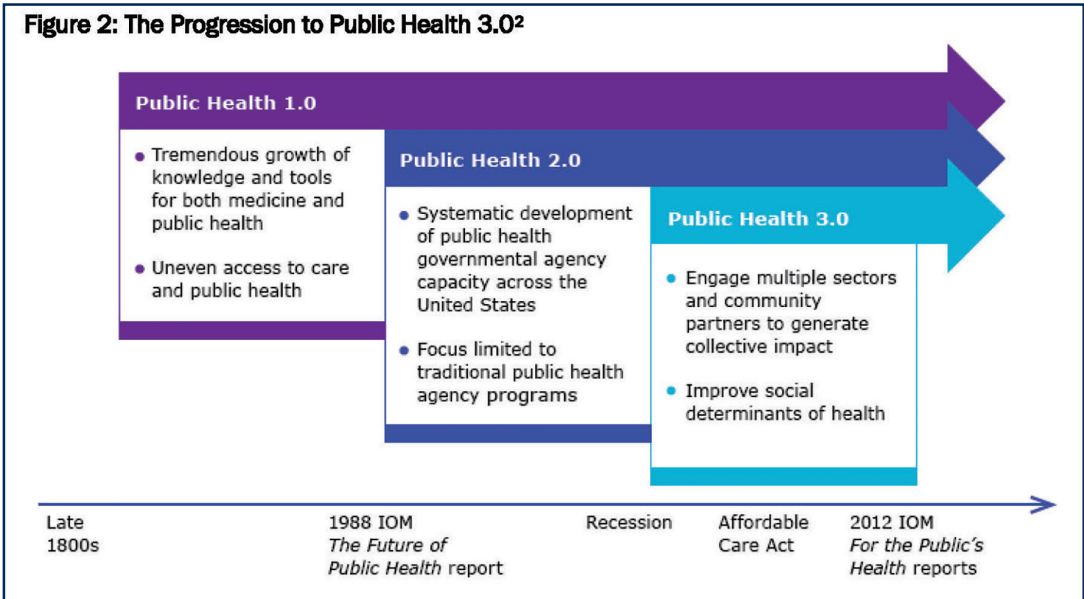 Figure 2: The Progression to Public Health 3.0²
Public Health 1.0
• Tremendous growth of
knowledge and tools
for both medicine and
public health
• Uneven access to care
and public health
Public Health 2.0
• Systematic development
of public health
governmental agency
capacity across the
United States
• Focus limited to
traditional public health
agency programs
Public Health 3.0
• Engage multiple sectors
and community
partners to generate
collective impact
• Improve social
determinants of health
Late
1800s
1988 IOM
The Future of
Public Health report
Recession
Affordable
Care Act
2012 IOM
For the Public's
Health reports